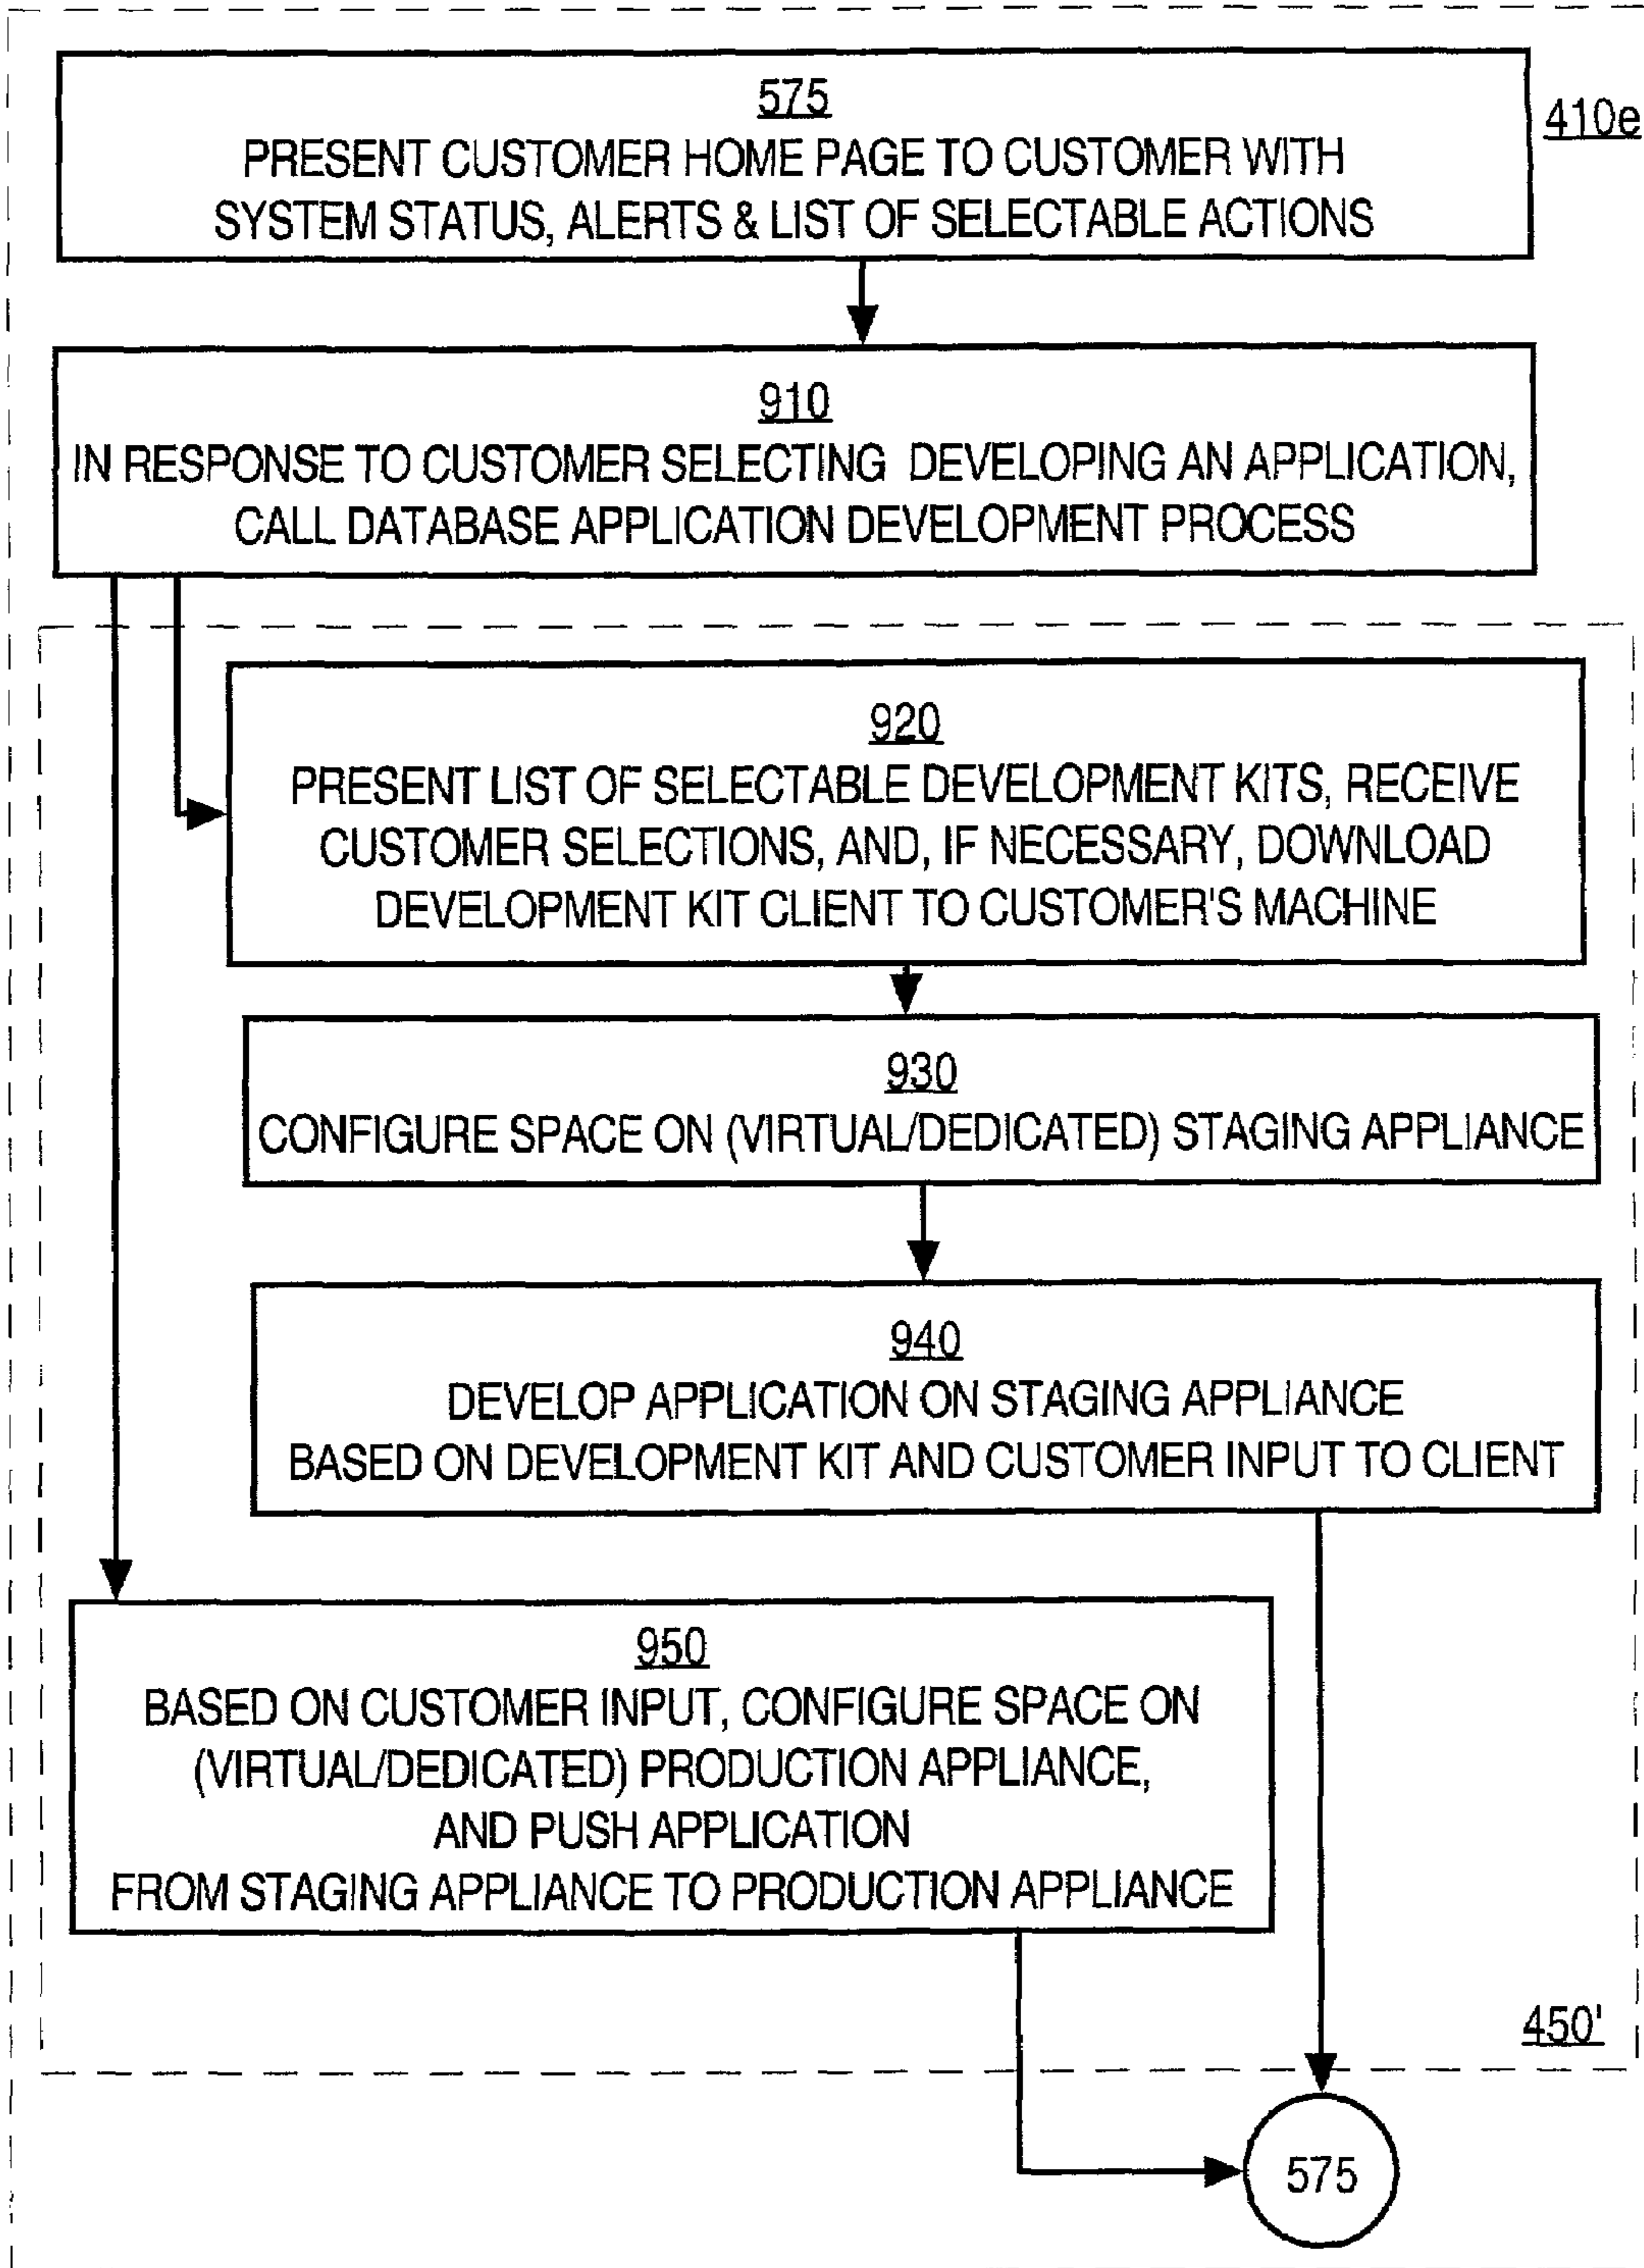 575
PRESENT CUSTOMER HOME PAGE TO CUSTOMER WITH
SYSTEM STATUS, ALERTS & LIST OF SELECTABLE ACTIONS
410e
910
IN RESPONSE TO CUSTOMER SELECTING DEVELOPING AN APPLICATION,
CALL DATABASE APPLICATION DEVELOPMENT PROCESS
920
PRESENT LIST OF SELECTABLE DEVELOPMENT KITS, RECEIVE
CUSTOMER SELECTIONS, AND, IF NECESSARY, DOWNLOAD
DEVELOPMENT KIT CLIENT TO CUSTOMER'S MACHINE
930
CONFIGURE SPACE ON (VIRTUAL/DEDICATED) STAGING APPLIANCE
940
DEVELOP APPLICATION ON STAGING APPLIANCE
BASED ON DEVELOPMENT KIT AND CUSTOMER INPUT TO CLIENT
950
BASED ON CUSTOMER INPUT, CONFIGURE SPACE ON
(VIRTUAL/DEDICATED) PRODUCTION APPLIANCE,
AND PUSH APPLICATION
FROM STAGING APPLIANCE TO PRODUCTION APPLIANCE
450'
575